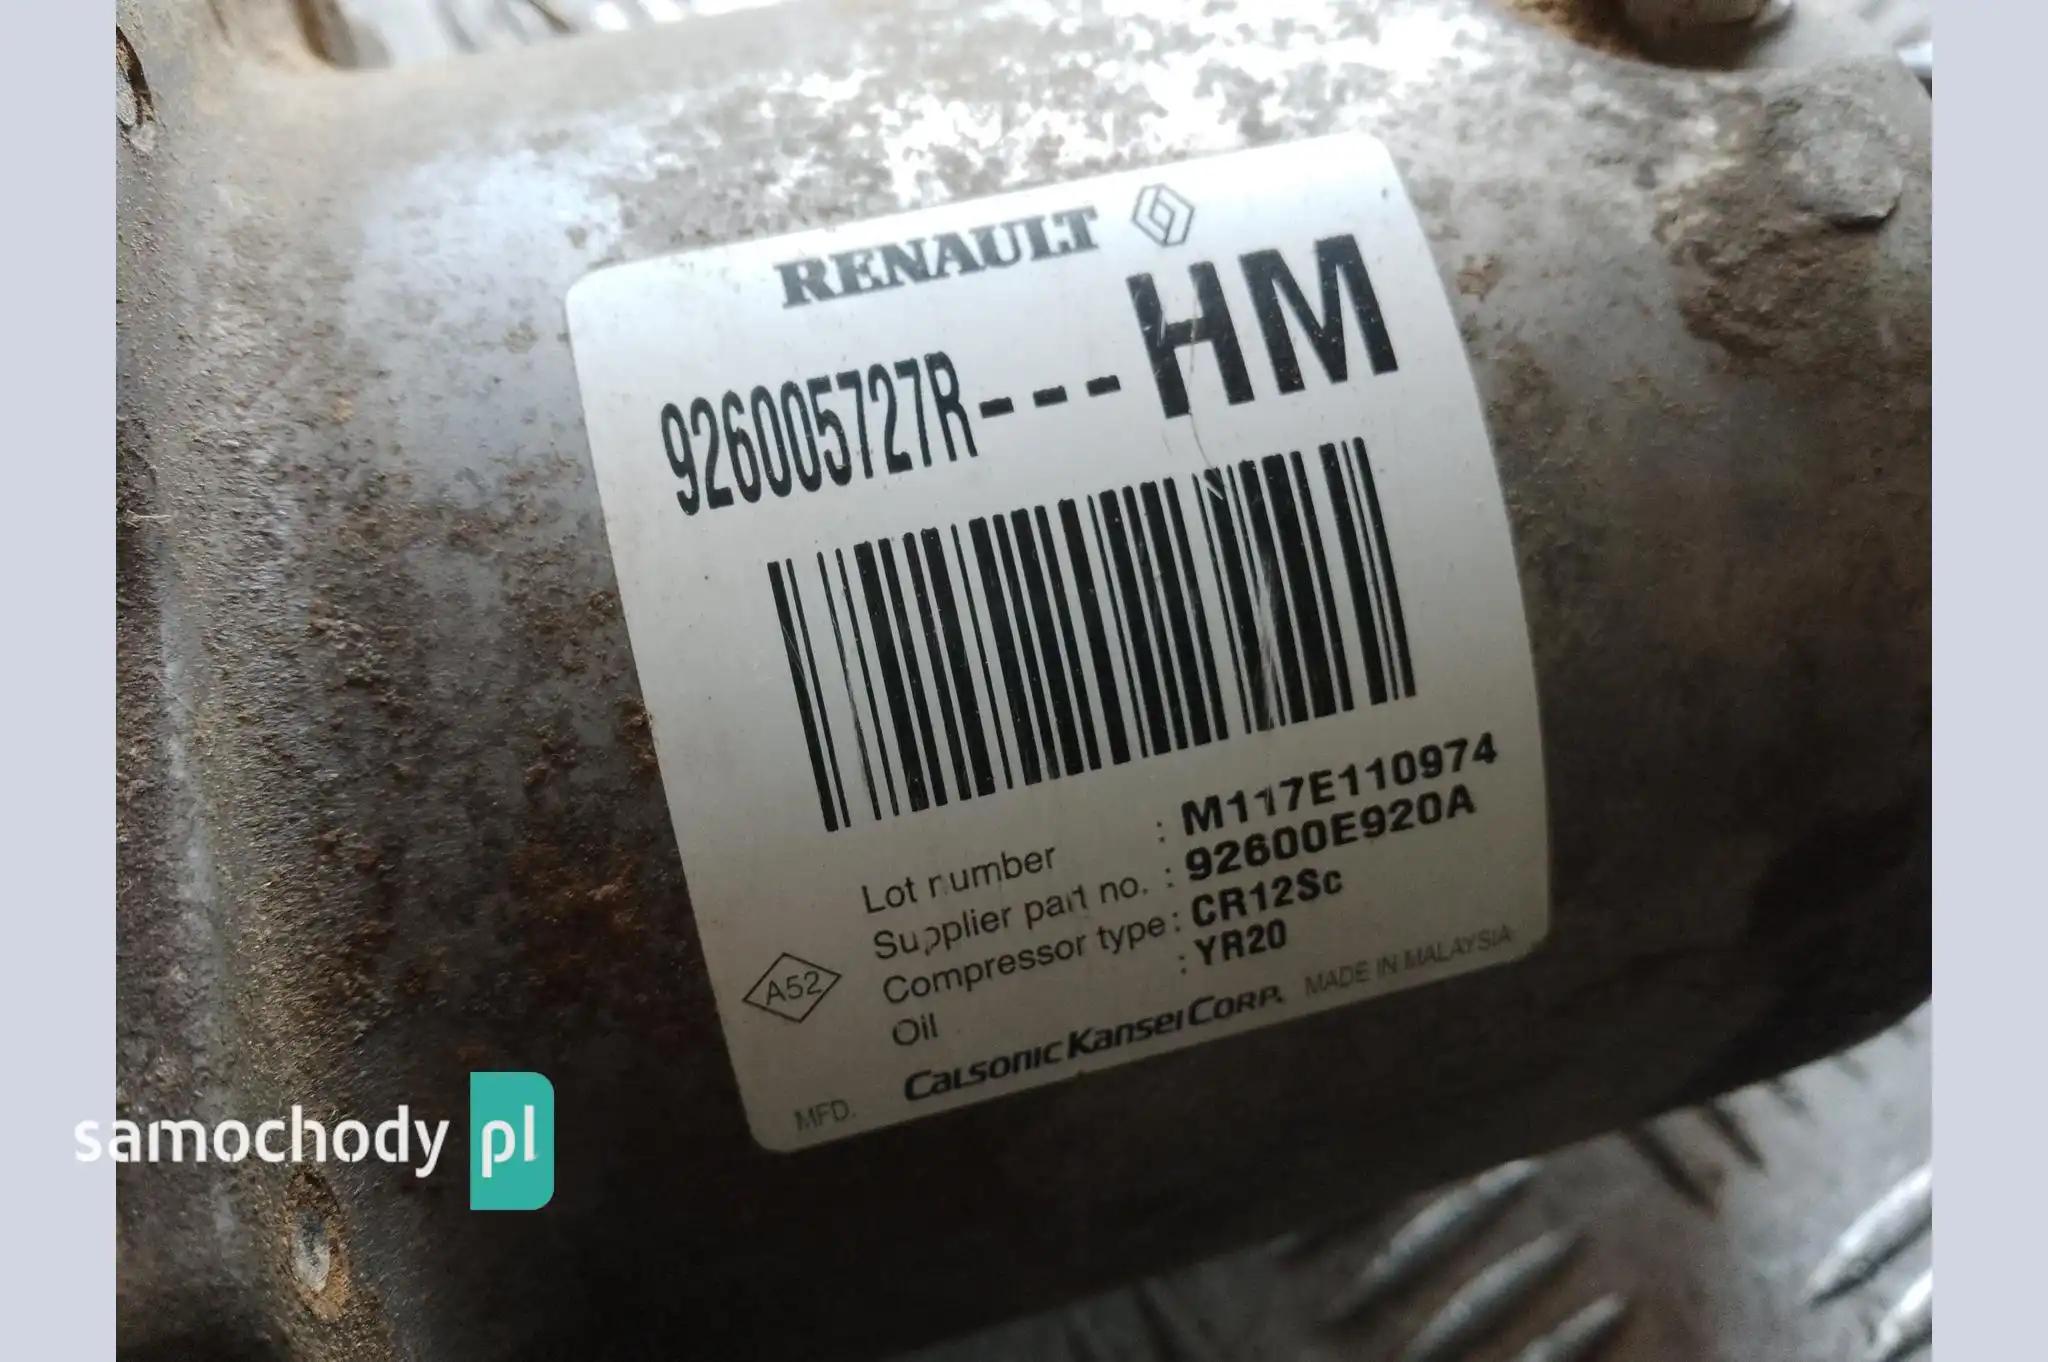 RENAULT
926005727R---HM
Lot number : M117E110974
Supplier part no. : 92600E920A
Compressor type : CR12Sc
Oil : YR20
A52
MFD. CALSONIC KANSEI CORP. MADE IN MALAYSIA
samochody pl